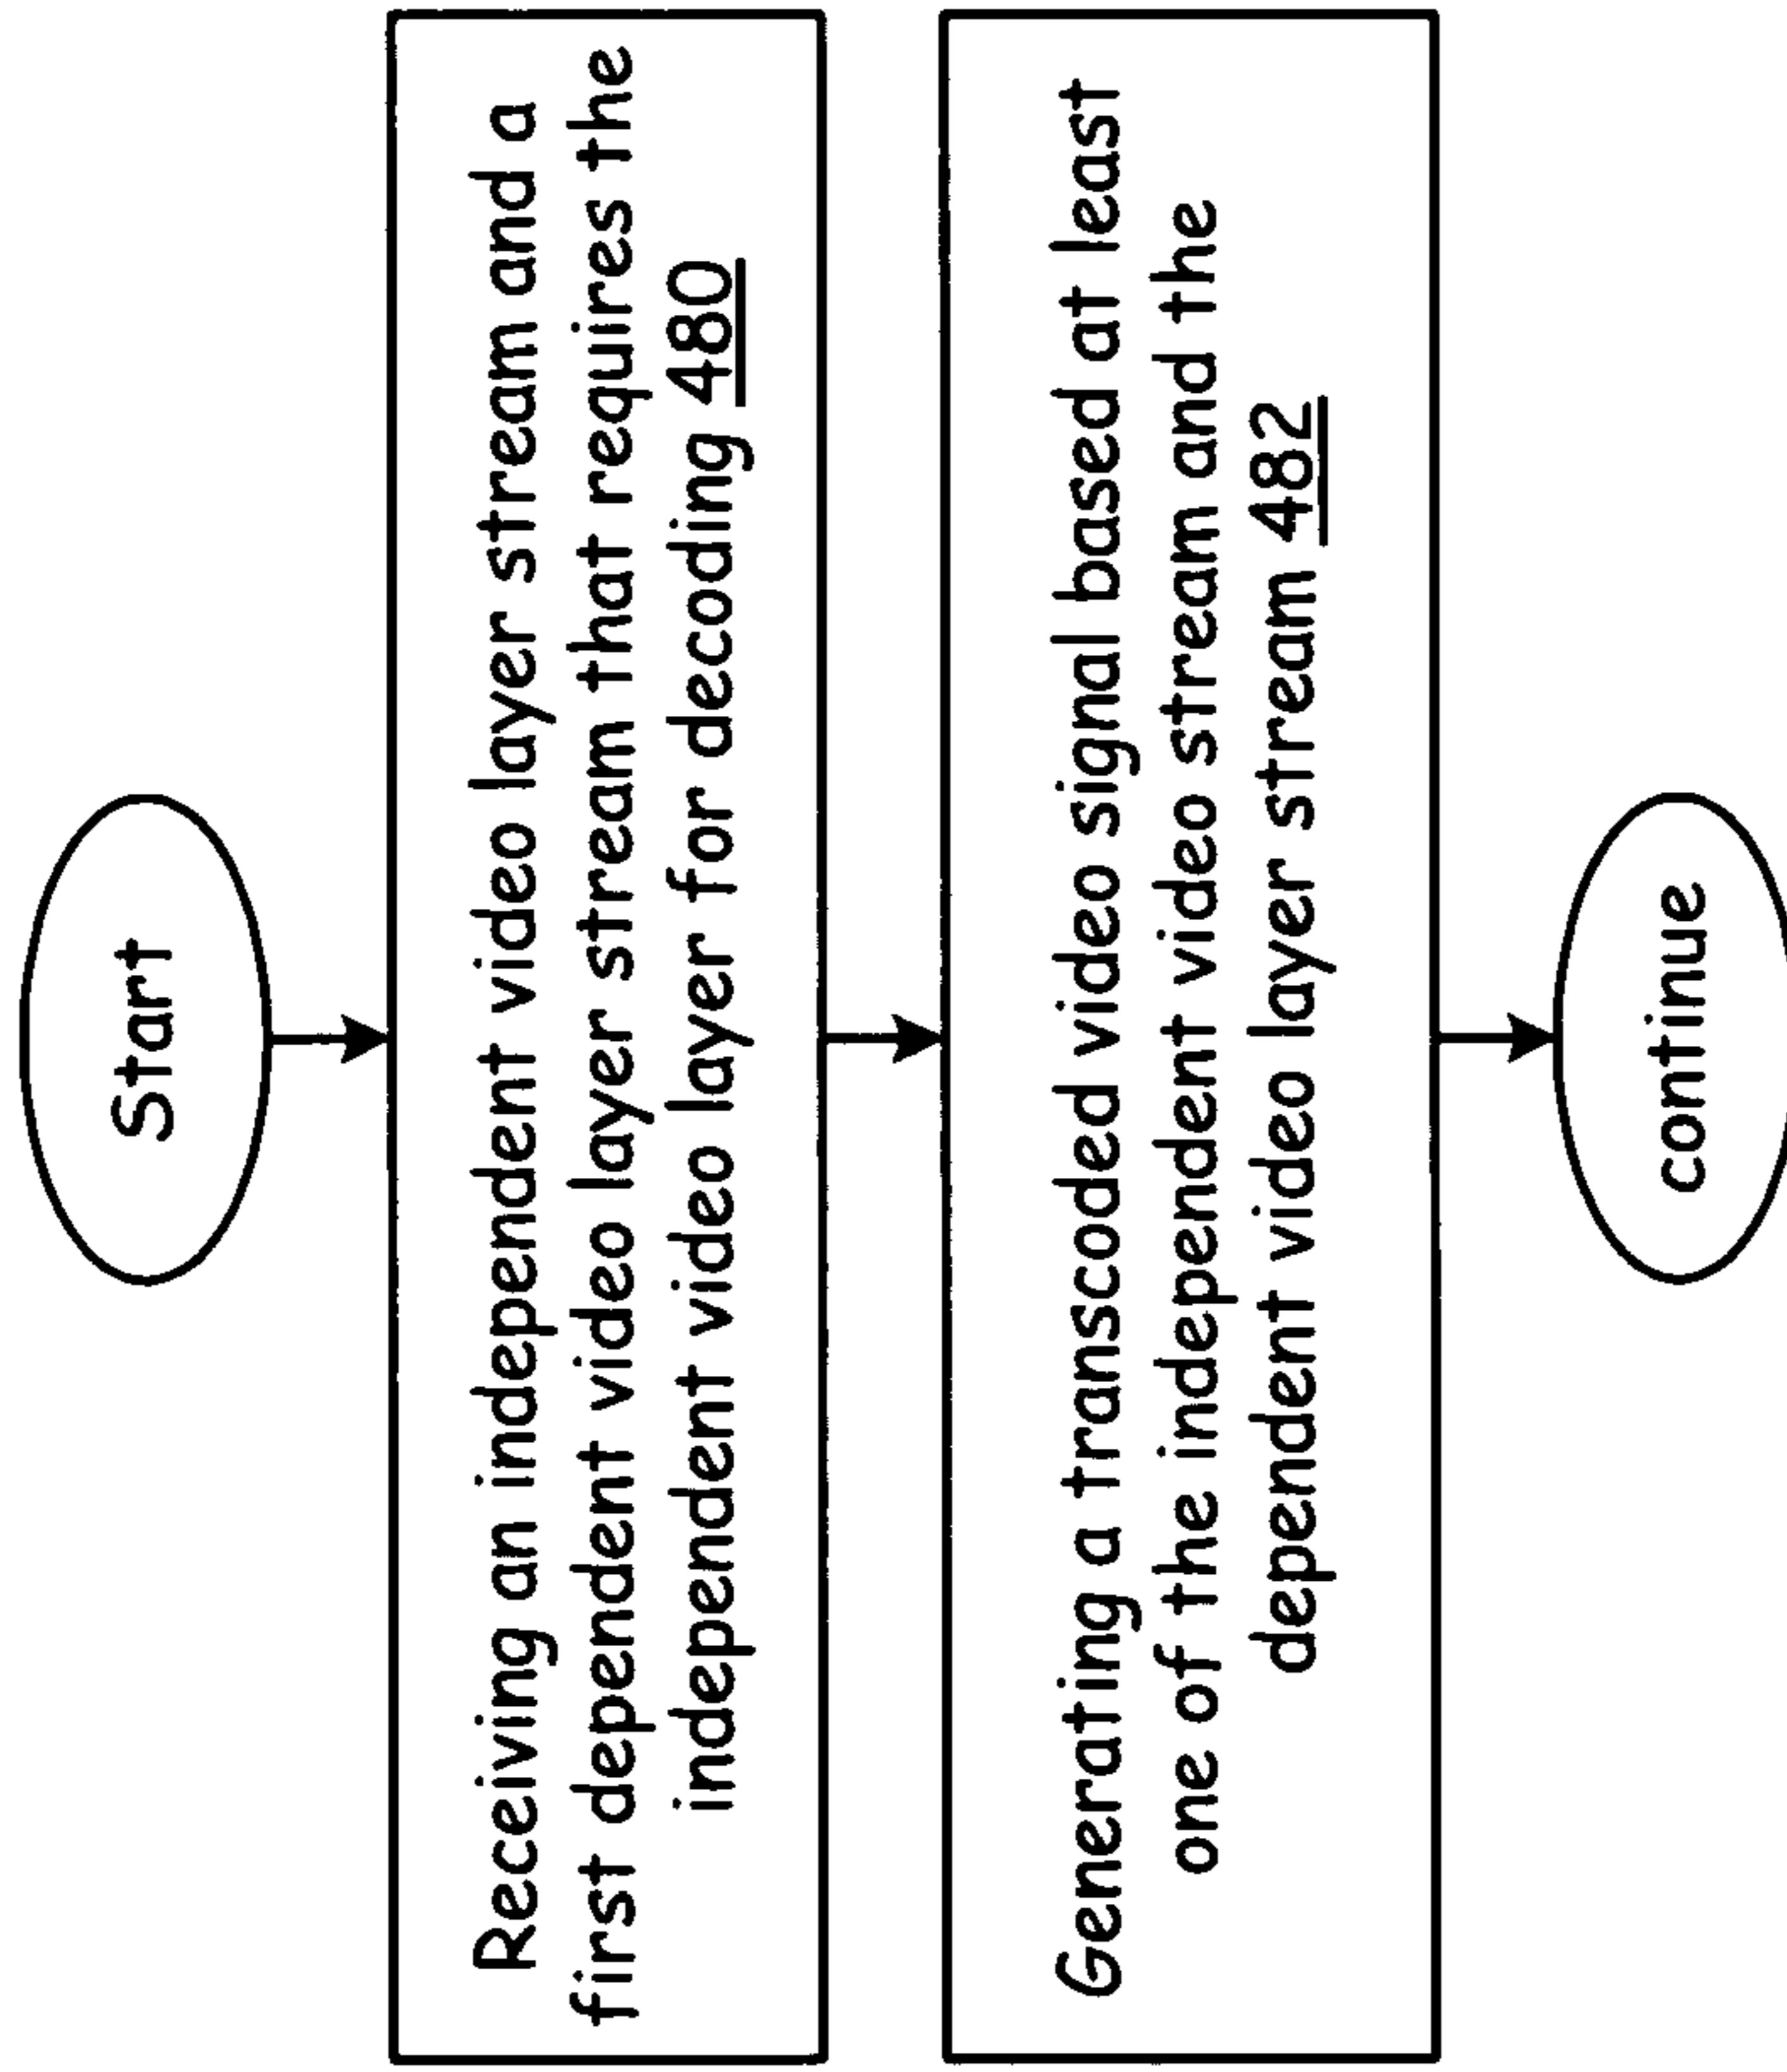 Start
Receiving an independent video layer stream and a
first dependent video layer stream that requires the
independent video layer for decoding 480
Generating a transcoded video signal based at least
one of the independent video stream and the
dependent video layer stream 482
continue